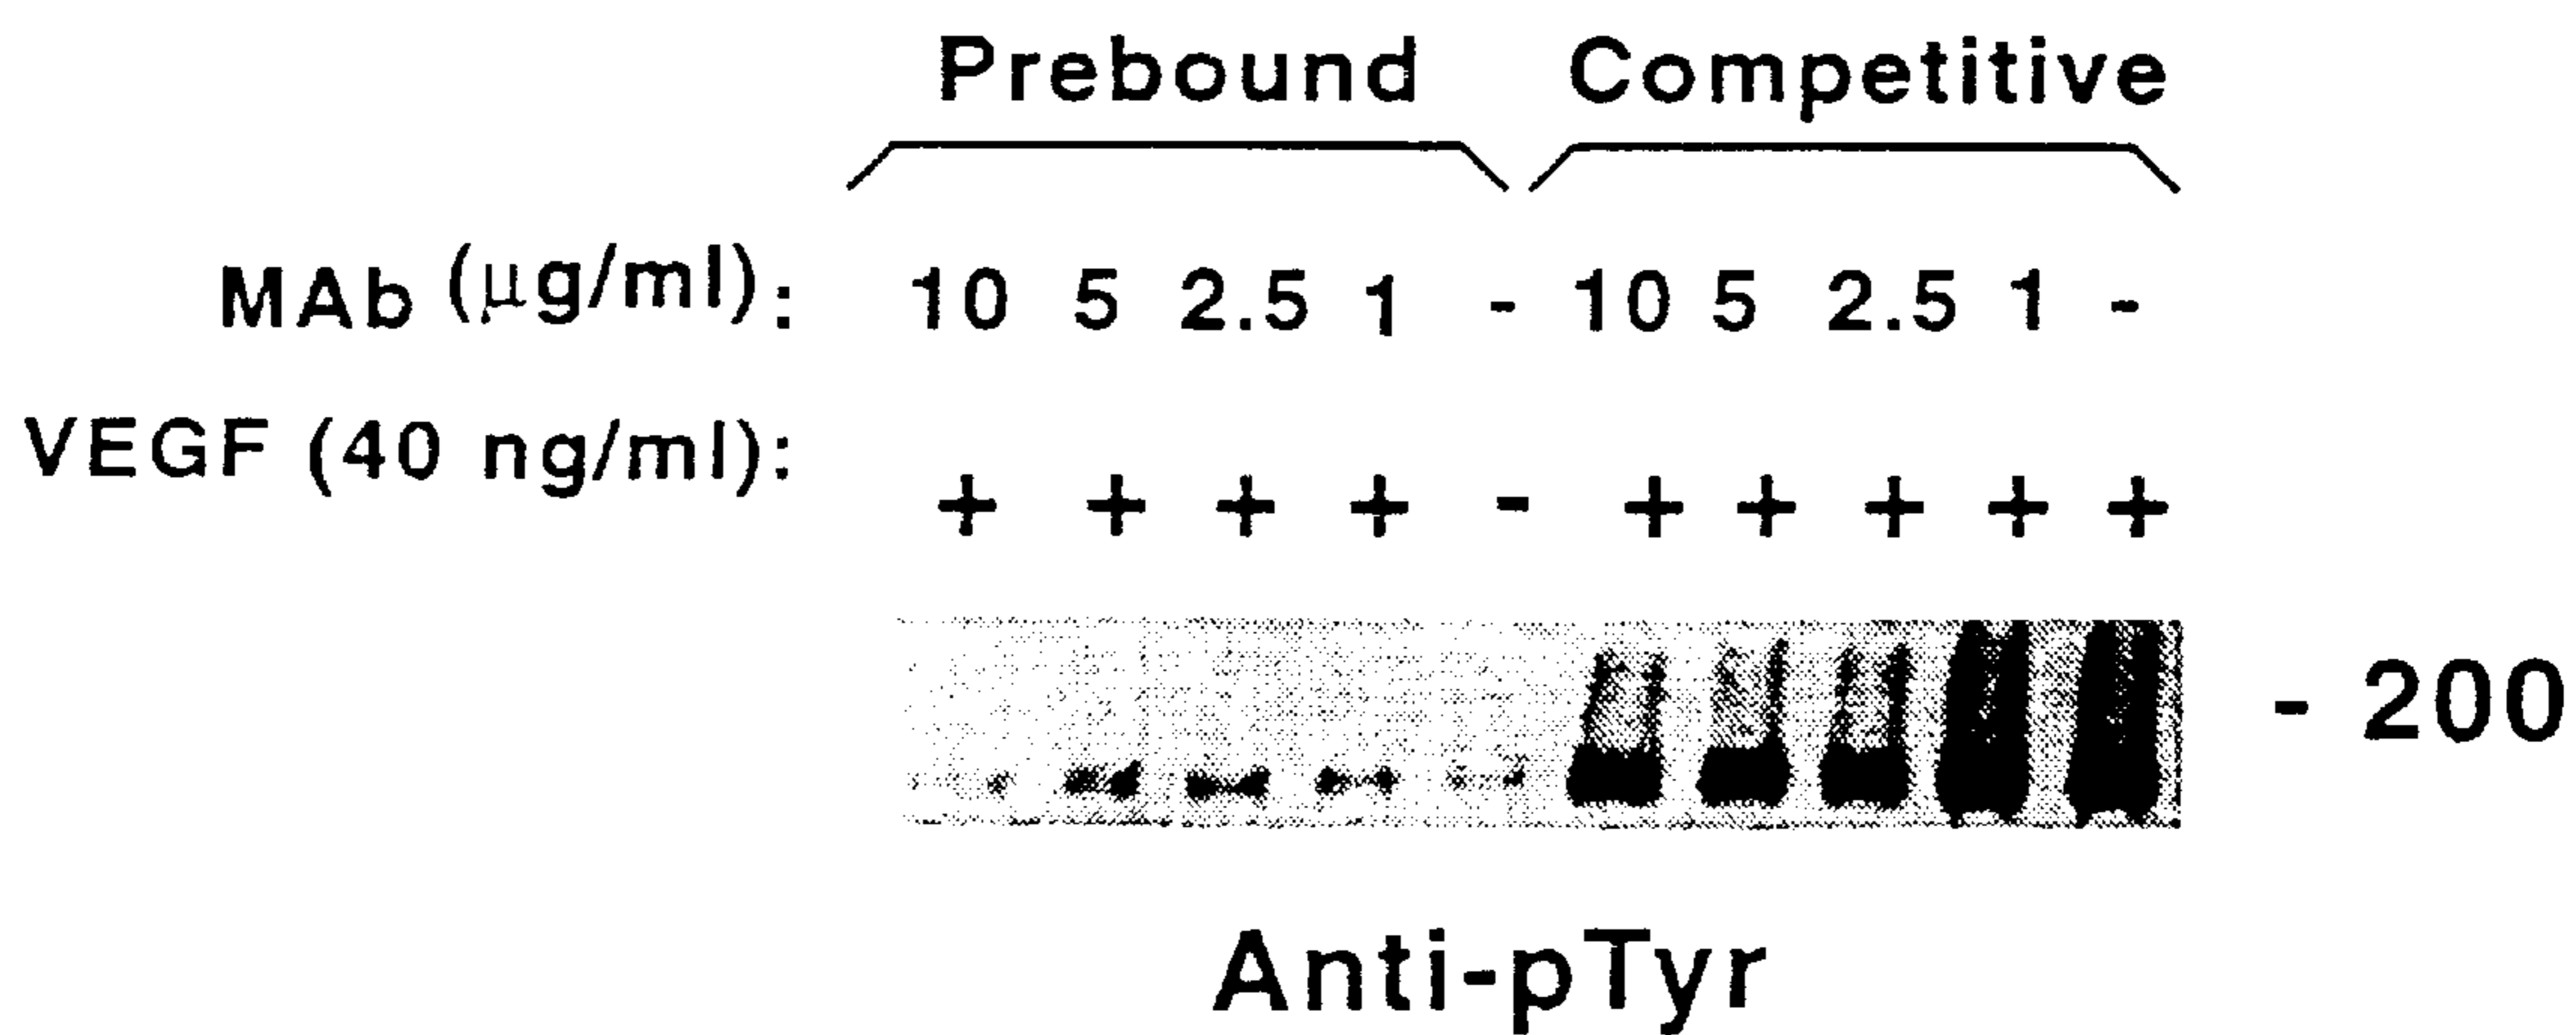 Prebound Competitive
MAb (µg/ml): 10 5 2.5 1 - 10 5 2.5 1 -
VEGF (40 ng/ml): + + + + - + + + + +
- 200
Anti-pTyr